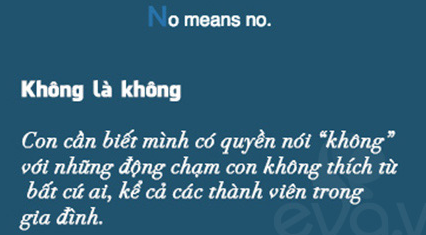 No means no.
Không là không
Con cần biết mình có quyền nói “không”
với những động chạm con không thích từ
bất cứ ai, kể cả các thành viên trong
gia đình.
eva.v